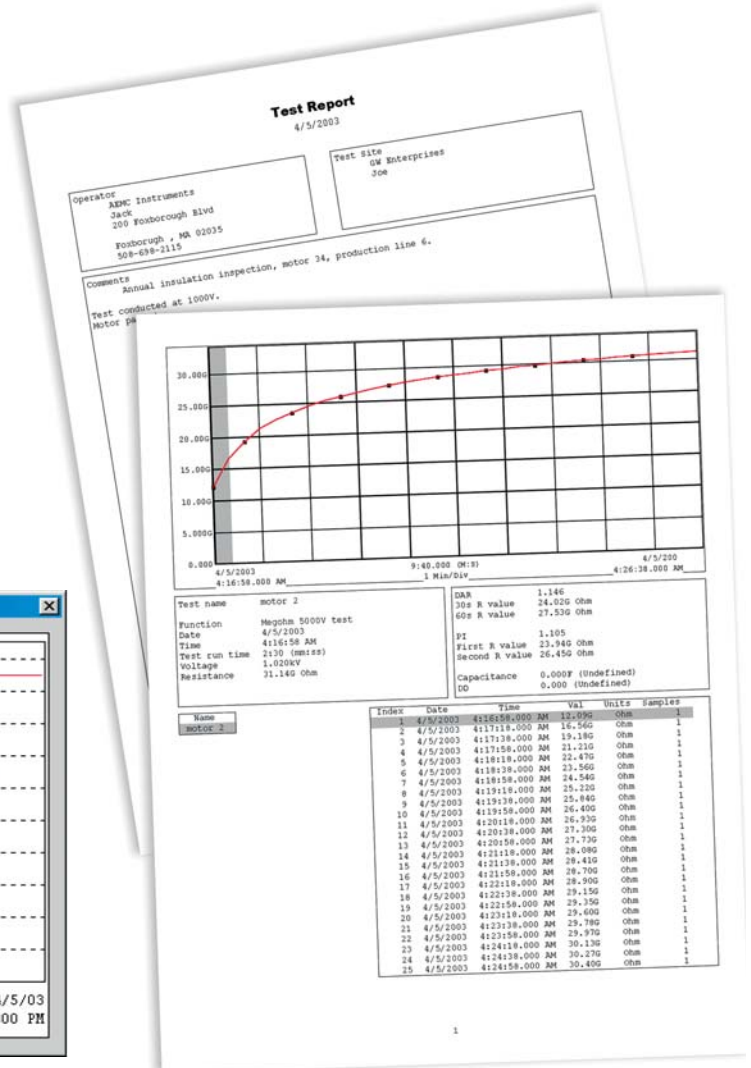 Test Report
4/5/2003
Operator
AEMC Instruments
Jack
200 Foxborough Blvd
Foxborugh , MA 02035
508-698-2115
Test Site
GW Enterprises
Joe
Comments
Annual insulation inspection, motor 34, production line 6.
Test conducted at 1000V.
Motor
30.00G
25.00G
20.00G
15.00G
10.00G
5.000G
0.000
4/5/2003
4:16:58.000 AM
9:40.000 (M:S)
1 Min/Div
4/5/200
4:26:38.000 AM
Test name motor 2
Function Megohm 5000V test
Date 4/5/2003
Time 4:16:58 AM
Test run time 2:30 (mm:ss)
Voltage 1.020kV
Resistance 31.14G Ohm
DAR 1.146
30s R value 24.02G Ohm
60s R value 27.53G Ohm
PI 1.105
First R value 23.94G Ohm
Second R value 26.45G Ohm
Capacitance 0.000F (Undefined)
DD 0.000 (Undefined)
Name
motor 2
Index Date Time Val Units Samples
1 4/5/2003 4:16:58.000 AM 12.09G Ohm 1
2 4/5/2003 4:17:18.000 AM 16.56G Ohm 1
3 4/5/2003 4:17:38.000 AM 19.18G Ohm 1
4 4/5/2003 4:17:58.000 AM 21.21G Ohm 1
5 4/5/2003 4:18:18.000 AM 22.47G Ohm 1
6 4/5/2003 4:18:38.000 AM 23.56G Ohm 1
7 4/5/2003 4:18:58.000 AM 24.54G Ohm 1
8 4/5/2003 4:19:18.000 AM 25.22G Ohm 1
9 4/5/2003 4:19:38.000 AM 25.84G Ohm 1
10 4/5/2003 4:19:58.000 AM 26.40G Ohm 1
11 4/5/2003 4:20:18.000 AM 26.93G Ohm 1
12 4/5/2003 4:20:38.000 AM 27.30G Ohm 1
13 4/5/2003 4:20:58.000 AM 27.73G Ohm 1
14 4/5/2003 4:21:18.000 AM 28.08G Ohm 1
15 4/5/2003 4:21:38.000 AM 28.41G Ohm 1
16 4/5/2003 4:21:58.000 AM 28.70G Ohm 1
17 4/5/2003 4:22:18.000 AM 28.90G Ohm 1
18 4/5/2003 4:22:38.000 AM 29.15G Ohm 1
19 4/5/2003 4:22:58.000 AM 29.35G Ohm 1
20 4/5/2003 4:23:18.000 AM 29.60G Ohm 1
21 4/5/2003 4:23:38.000 AM 29.78G Ohm 1
22 4/5/2003 4:23:58.000 AM 29.97G Ohm 1
23 4/5/2003 4:24:18.000 AM 30.13G Ohm 1
24 4/5/2003 4:24:38.000 AM 30.27G Ohm 1
25 4/5/2003 4:24:58.000 AM 30.40G Ohm 1
1
/5/03
00 PM